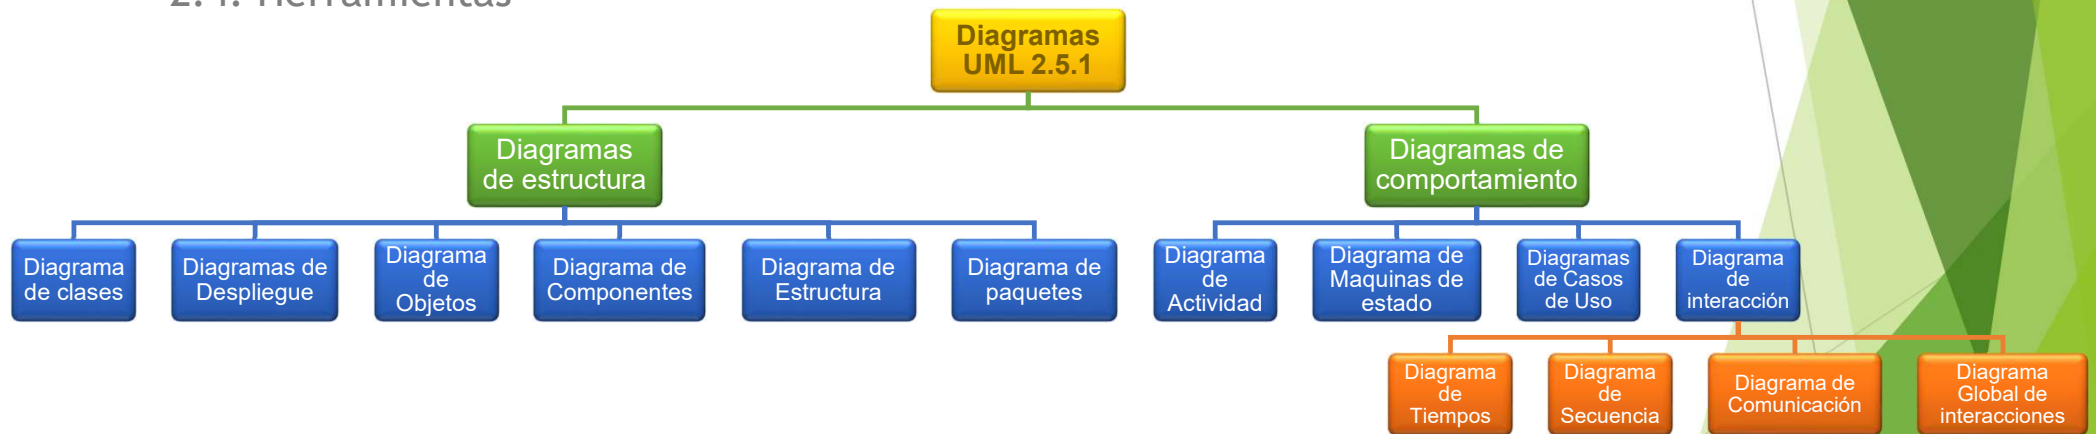 2.4. Herramientas
Diagramas
UML 2.5.1
Diagramas
de estructura
Diagramas de
comportamiento
Diagrama
de clases
Diagramas de
Despliegue
Diagrama
de
Objetos
Diagrama de
Componentes
Diagrama de
Estructura
Diagrama de
paquetes
Diagrama
de
Actividad
Diagrama de
Maquinas de
estado
Diagramas
de Casos
de Uso
Diagrama
de
interacción
Diagrama
de
Tiempos
Diagrama
de
Secuencia
Diagrama de
Comunicación
Diagrama
Global de
interacciones